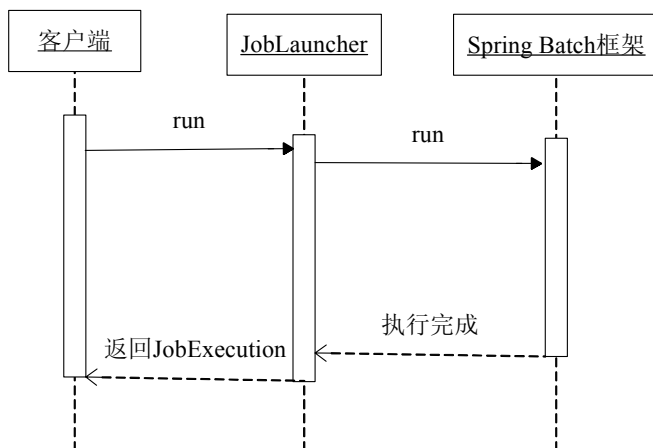 客户端
JobLauncher
Spring Batch框架
run
run
执行完成
返回JobExecution